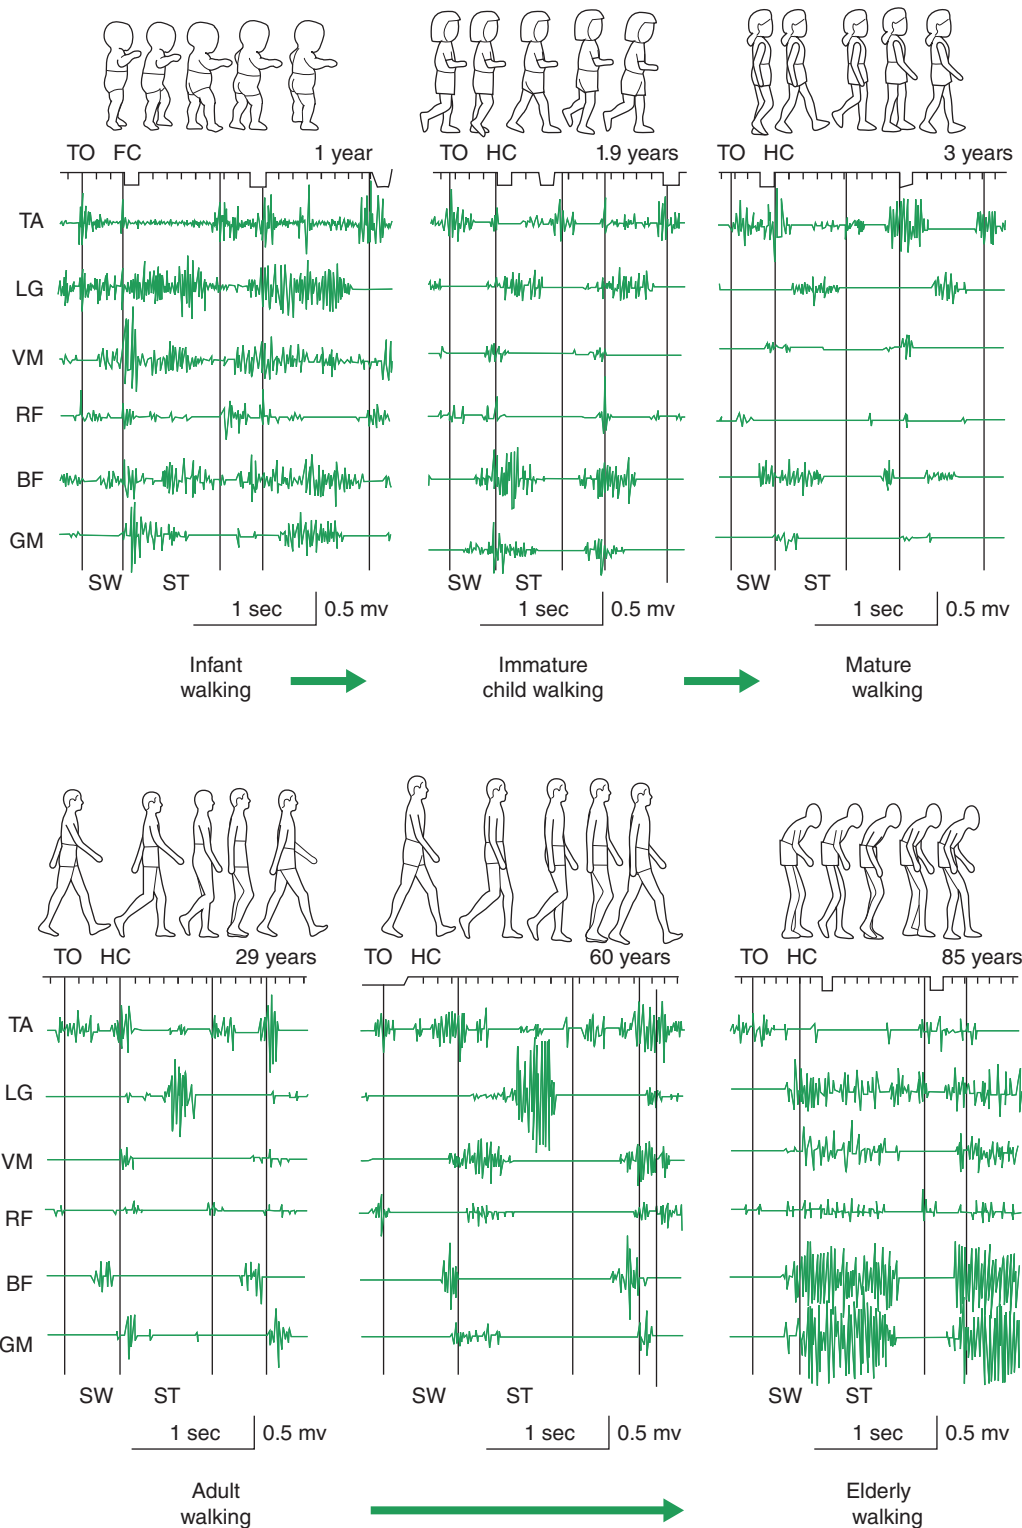 TO FC 1 year
TO HC 1.9 years
TO HC 3 years
TA
LG
VM
RF
BF
GM
SW ST
SW ST
SW ST
1 sec 0.5 mv
1 sec 0.5 mv
1 sec 0.5 mv
Infant
walking
Immature
child walking
Mature
walking
TO HC 29 years
TO HC 60 years
TO HC 85 years
TA
LG
VM
RF
BF
GM
SW ST
SW ST
SW ST
1 sec 0.5 mv
1 sec 0.5 mv
1 sec 0.5 mv
Adult
walking
Elderly
walking